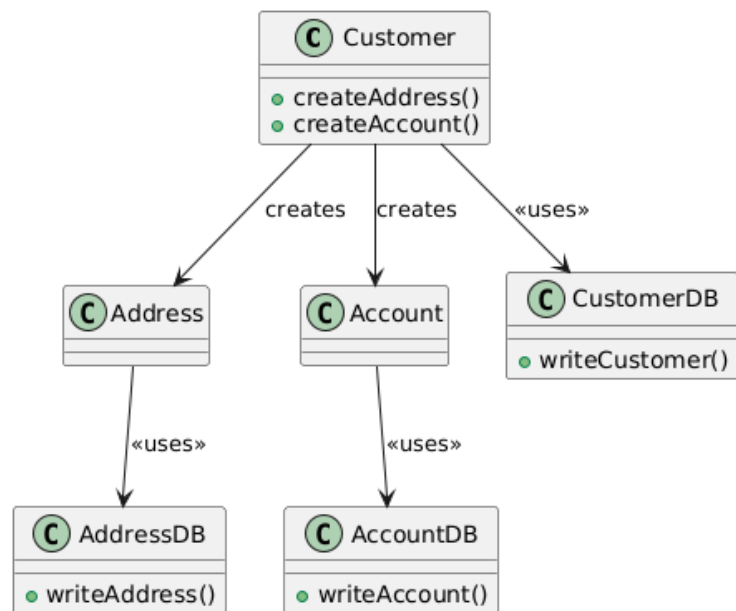 C Customer
+ createAddress()
+ createAccount()
creates
creates
«uses»
C Address
C Account
C CustomerDB
writeCustomer()
«uses»
«uses»
C AddressDB
writeAddress()
C AccountDB
writeAccount()